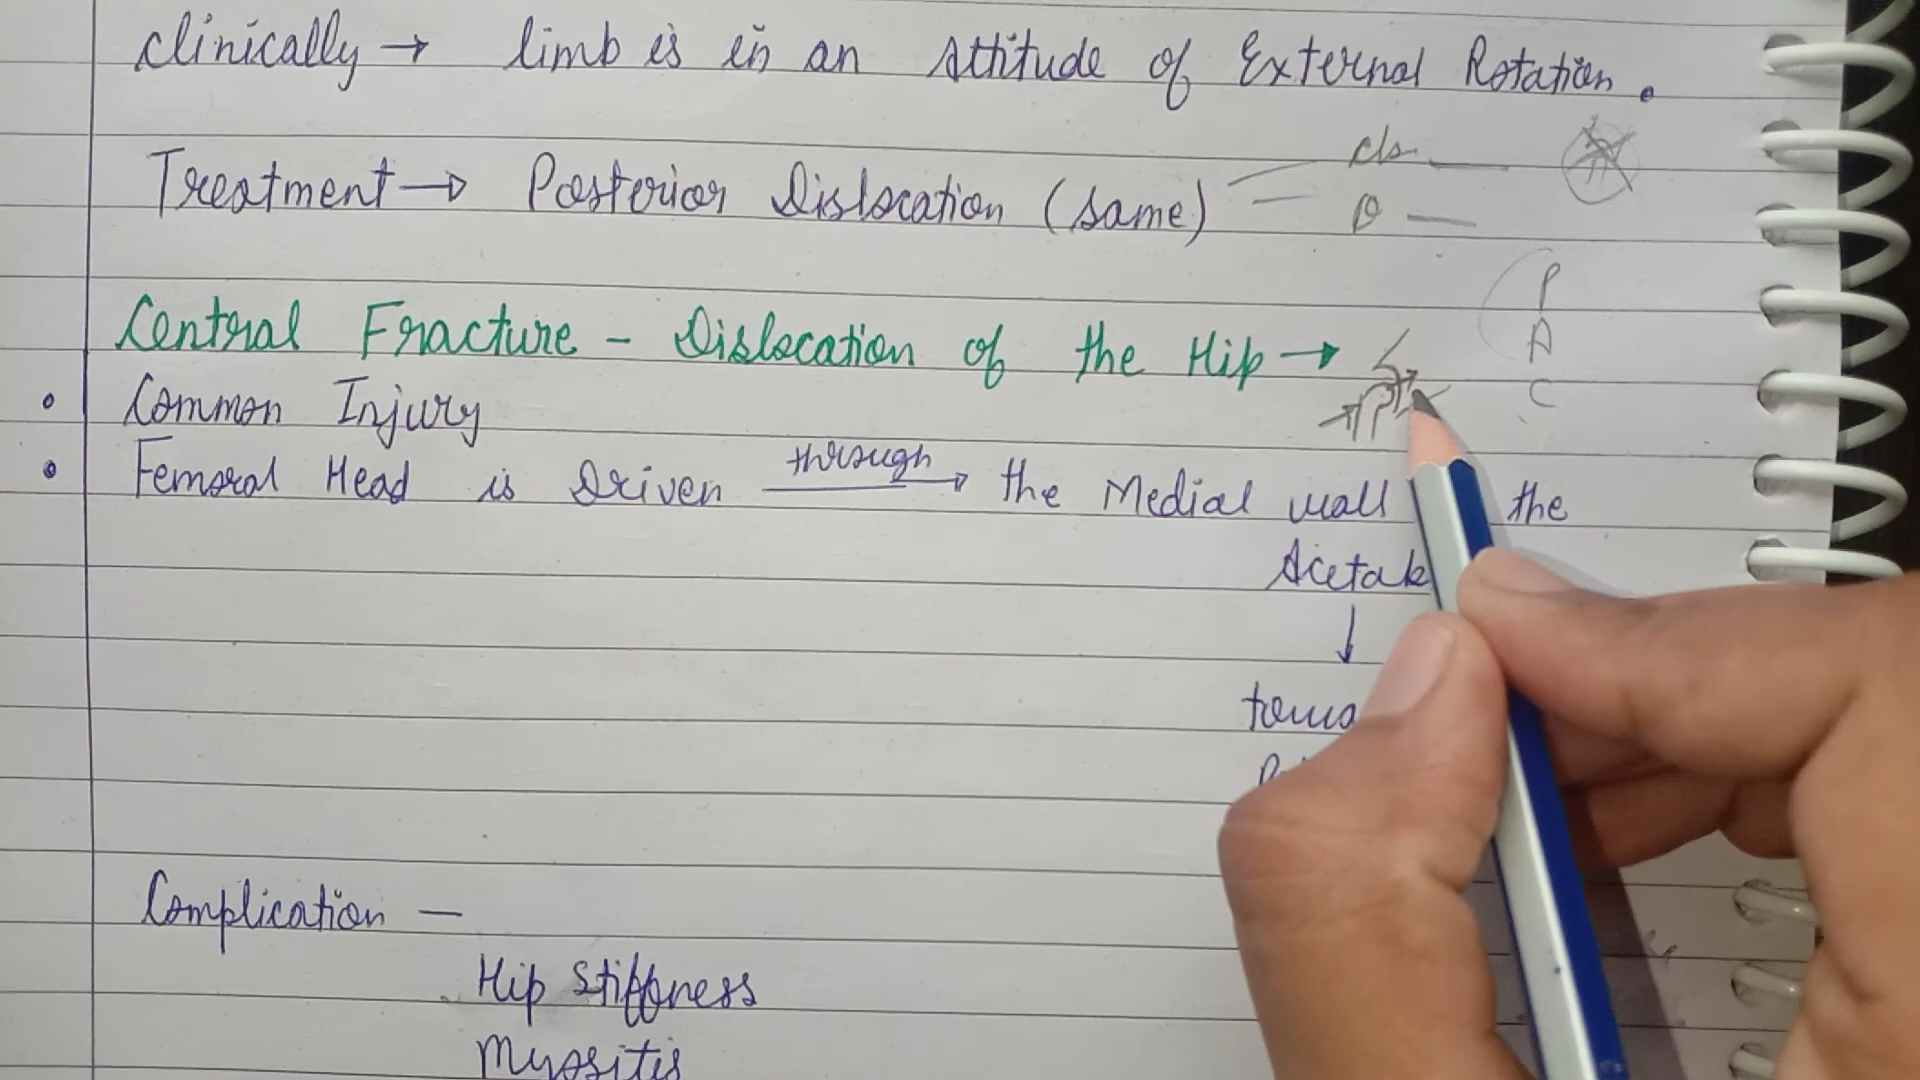 Clinically → limb is in an Attitude of External Rotation.
Treatment → Posterior Dislocation (same)
P
A
C
Central Fracture - Dislocation of the Hip →
• Common Injury
• Femoral Head is Driven through → the Medial wall the
↓
Complication —
Hip Stiffness
Myositis